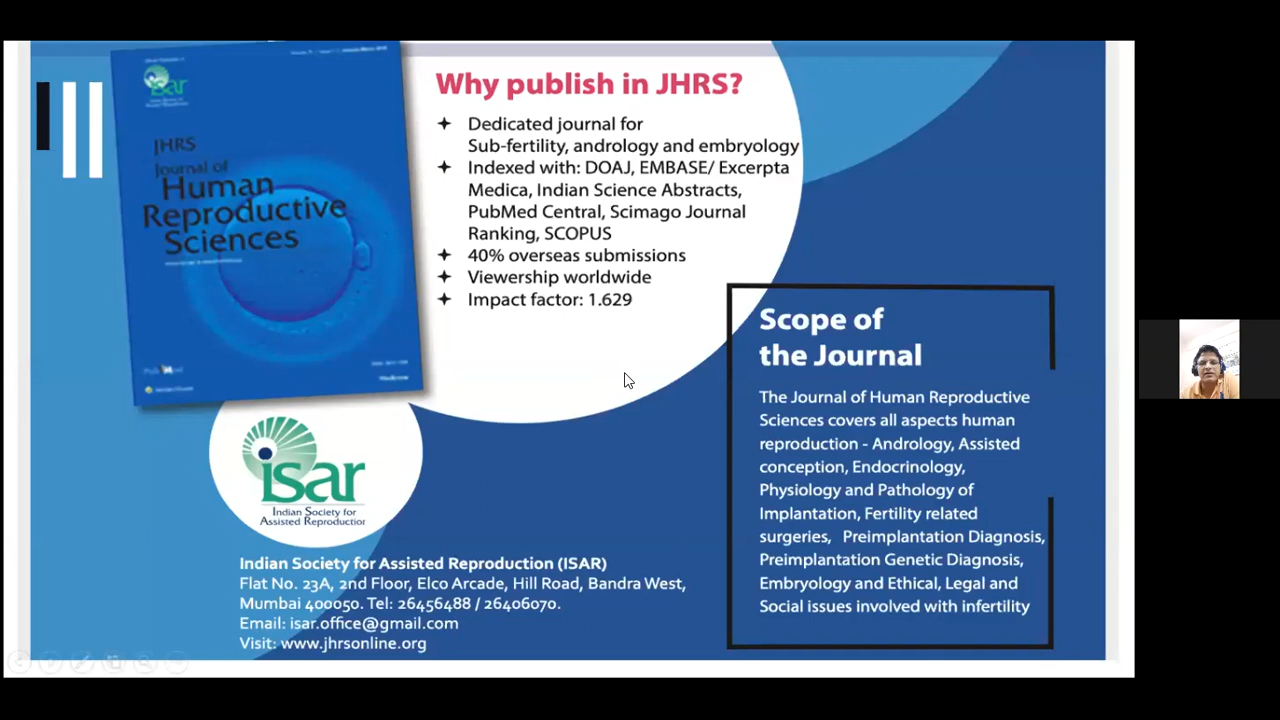 isar
JHRS
Journal of
Human
Reproductive
Sciences
Why publish in JHRS?
Dedicated journal for
Sub-fertility, andrology and embryology
Indexed with: DOAJ, EMBASE/ Excerpta
Medica, Indian Science Abstracts,
PubMed Central, Scimago Journal
Ranking, SCOPUS
40% overseas submissions
Viewership worldwide
Impact factor: 1.629
Scope of
the Journal
The Journal of Human Reproductive
Sciences covers all aspects human
reproduction - Andrology, Assisted
conception, Endocrinology,
Physiology and Pathology of
Implantation, Fertility related
surgeries, Preimplantation Diagnosis,
Preimplantation Genetic Diagnosis,
Embryology and Ethical, Legal and
Social issues involved with infertility
isar
Indian Society for
Assisted Reproduction
Indian Society for Assisted Reproduction (ISAR)
Flat No. 23A, 2nd Floor, Elco Arcade, Hill Road, Bandra West,
Mumbai 400050. Tel: 26456488 / 26406070.
Email: isar.office@gmail.com
Visit: www.jhrsonline.org